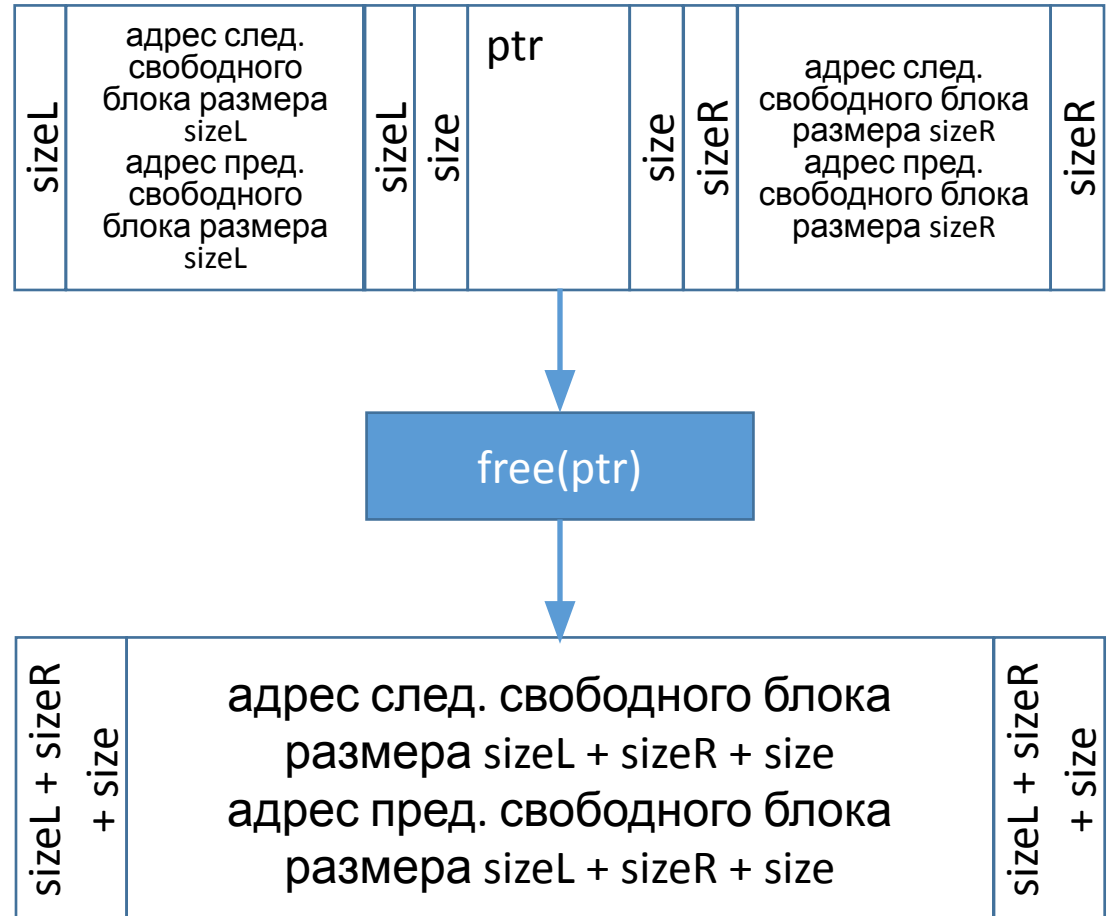 sizeL
адрес след.
свободного
блока размера
sizeL
адрес пред.
свободного
блока размера
sizeL
sizeL
size
ptr
size
sizeR
адрес след.
свободного блока
размера sizeR
адрес пред.
свободного блока
размера sizeR
sizeR
free(ptr)
sizeL + sizeR
+ size
адрес след. свободного блока
размера sizeL + sizeR + size
адрес пред. свободного блока
размера sizeL + sizeR + size
sizeL + sizeR
+ size